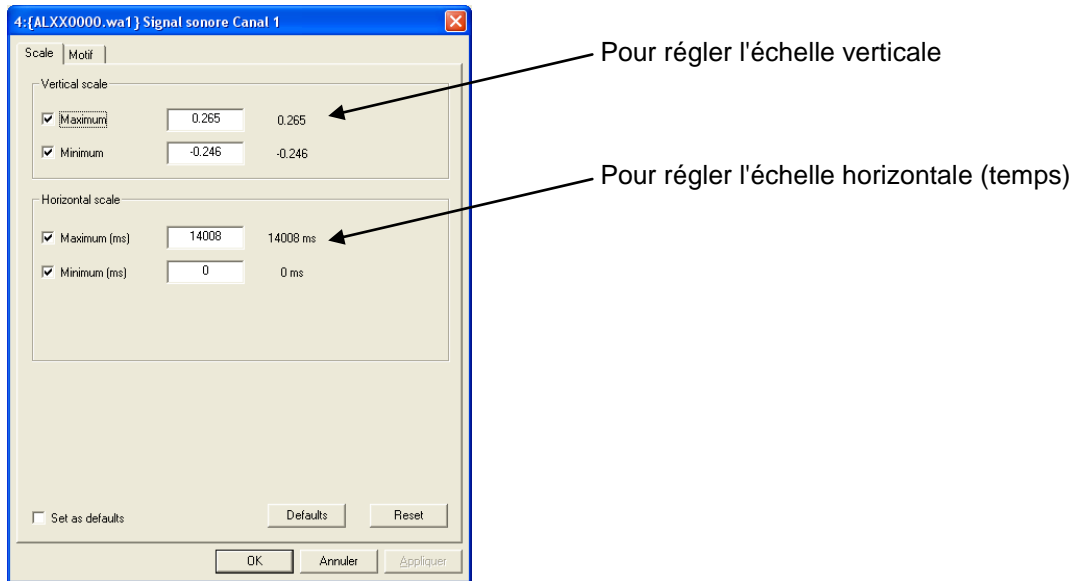 4:{ALXX0000.wa1} Signal sonore Canal 1
Scale Motif
Vertical scale
Maximum 0.265 0.265
Minimum -0.246 -0.246
Horizontal scale
Maximum (ms) 14008 14008 ms
Minimum (ms) 0 0 ms
Set as defaults Defaults Reset
OK Annuler Appliquer
Pour régler l'échelle verticale
Pour régler l'échelle horizontale (temps)